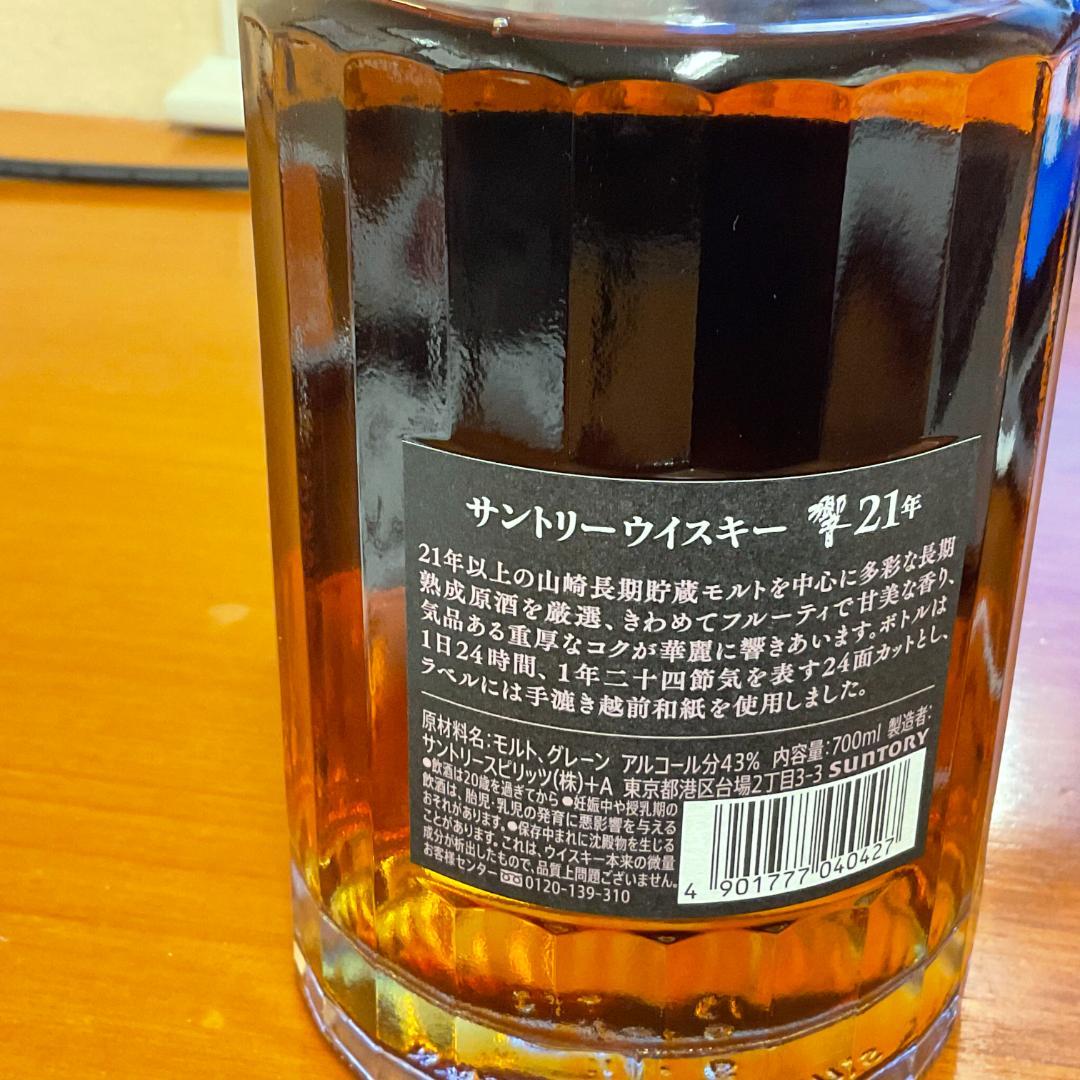 サントリーウイスキー 響 21年
21年以上の山崎長期貯蔵モルトを中心に多彩な長期
熟成原酒を厳選、きわめてフルーティで甘美な香り、
気品ある重厚なコクが華麗に響きあいます。ボトルは
1日24時間、1年二十四節気を表す24面カットとし、
ラベルには手漉き越前和紙を使用しました。
原材料名:モルト、グレーン アルコール分43% 内容量:700ml 製造者:
サントリースピリッツ(株)+A 東京都港区台場2丁目3-3 SUNTORY
●飲酒は20歳を過ぎてから ●妊娠中や授乳期の
飲酒は、胎児・乳児の発育に悪影響を与える
おそれがあります。●保存中まれに沈殿物を生じる
ことがあります。これは、ウイスキー本来の微量
成分が析出したもので、品質上問題ございません。
お客様センター 0120-139-310
4 901777 040427